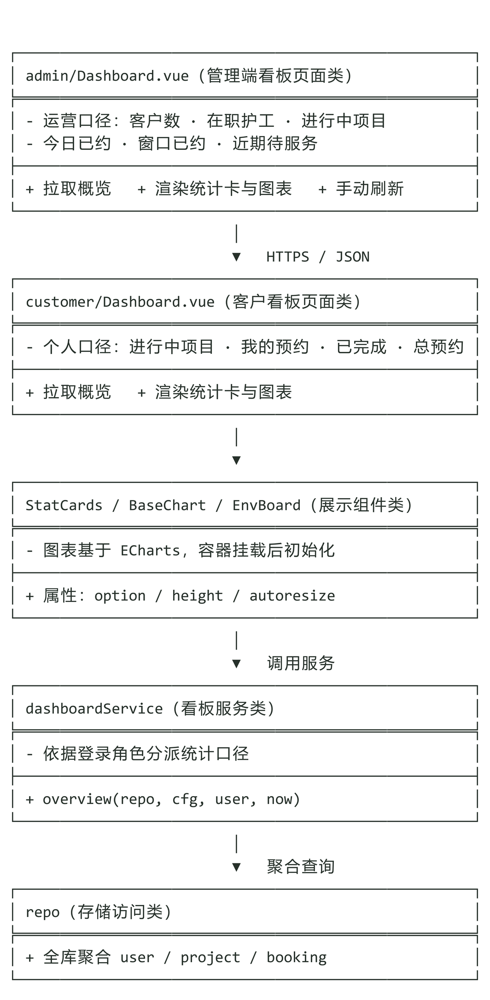 admin/Dashboard.vue (管理端看板页面类)
- 运营口径: 客户数 · 在职护工 · 进行中项目
- 今日已约 · 窗口已约 · 近期待服务
+ 拉取概览 + 渲染统计卡与图表 + 手动刷新
HTTPS / JSON
customer/Dashboard.vue (客户看板页面类)
- 个人口径: 进行中项目 · 我的预约 · 已完成 · 总预约
+ 拉取概览 + 渲染统计卡与图表
StatCards / BaseChart / EnvBoard (展示组件类)
- 图表基于 ECharts, 容器挂载后初始化
+ 属性: option / height / autoresize
调用服务
dashboardService (看板服务类)
- 依据登录角色分派统计口径
+ overview(repo, cfg, user, now)
聚合查询
repo (存储访问类)
+ 全库聚合 user / project / booking